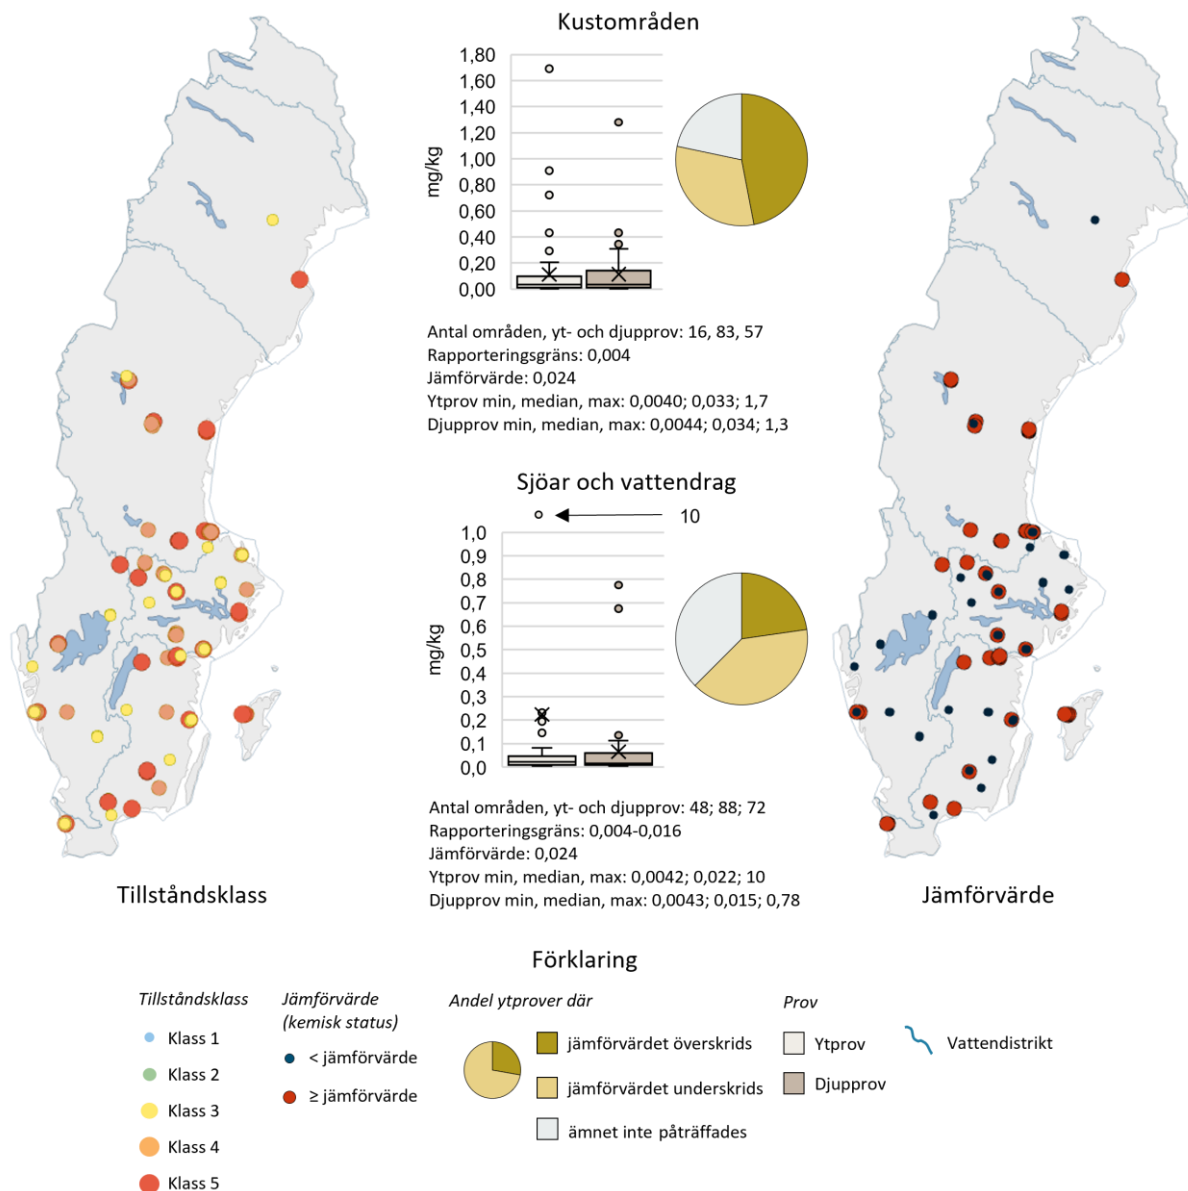 Kustområden
mg/kg
1,80
1,60
1,40
1,20
1,00
0,80
0,60
0,40
0,20
0,00
Antal områden, yt- och djupprov: 16, 83, 57
Rapporteringsgräns: 0,004
Jämförvärde: 0,024
Ytprov min, median, max: 0,0040; 0,033; 1,7
Djupprov min, median, max: 0,0044; 0,034; 1,3
Sjöar och vattendrag
10
mg/kg
1,0
0,9
0,8
0,7
0,6
0,5
0,4
0,3
0,2
0,1
0,0
Antal områden, yt- och djupprov: 48; 88; 72
Rapporteringsgräns: 0,004-0,016
Jämförvärde: 0,024
Ytprov min, median, max: 0,0042; 0,022; 10
Djupprov min, median, max: 0,0043; 0,015; 0,78
Tillståndsklass
Jämförvärde
Förklaring
Tillståndsklass
Klass 1
Klass 2
Klass 3
Klass 4
Klass 5
Jämförvärde
(kemisk status)
< jämförvärde
≥ jämförvärde
Andel ytprover där
jämförvärdet överskrids
jämförvärdet underskrids
ämnet inte påträffades
Prov
Ytprov
Djupprov
Vattendistrikt